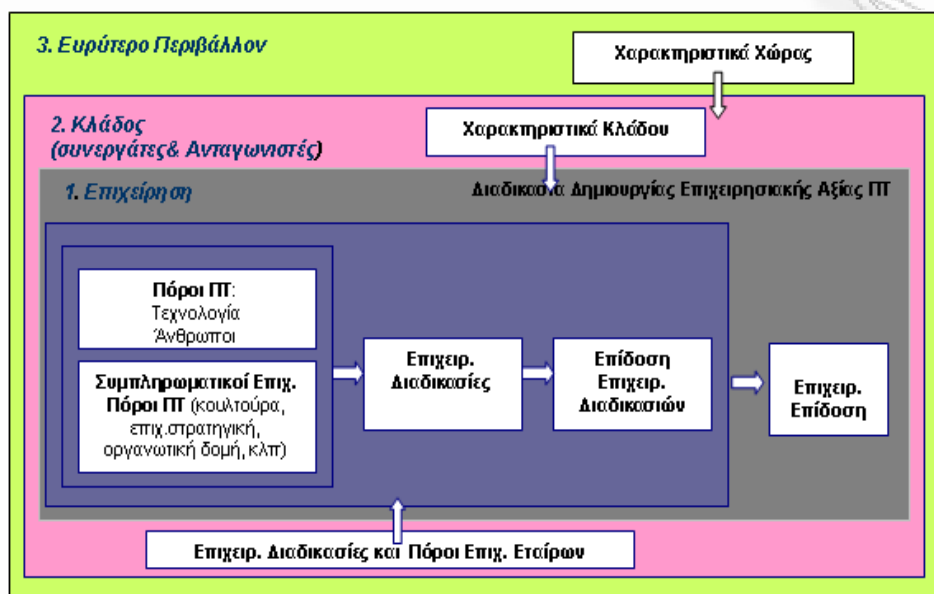 3. Ευρύτερο Περιβάλλον
Χαρακτηριστικά Χώρας
2. Κλάδος
(συνεργάτες& Ανταγωνιστές)
Χαρακτηριστικά Κλάδου
1. Επιχείρηση
Διαδικασία Δημιουργίας Επιχειρησιακής Αξίας ΠΤ
Πόροι ΠΤ:
Τεχνολογία
Άνθρωποι
Συμπληρωματικοί Επιχ.
Πόροι ΠΤ (κουλτούρα,
επιχ.στρατηγική,
οργανωτική δομή, κλπ)
Επιχειρ.
Διαδικασίες
Επίδοση
Επιχειρ.
Διαδικασιών
Επιχειρ.
Επίδοση
Επιχειρ. Διαδικασίες και Πόροι Επιχ. Εταίρων